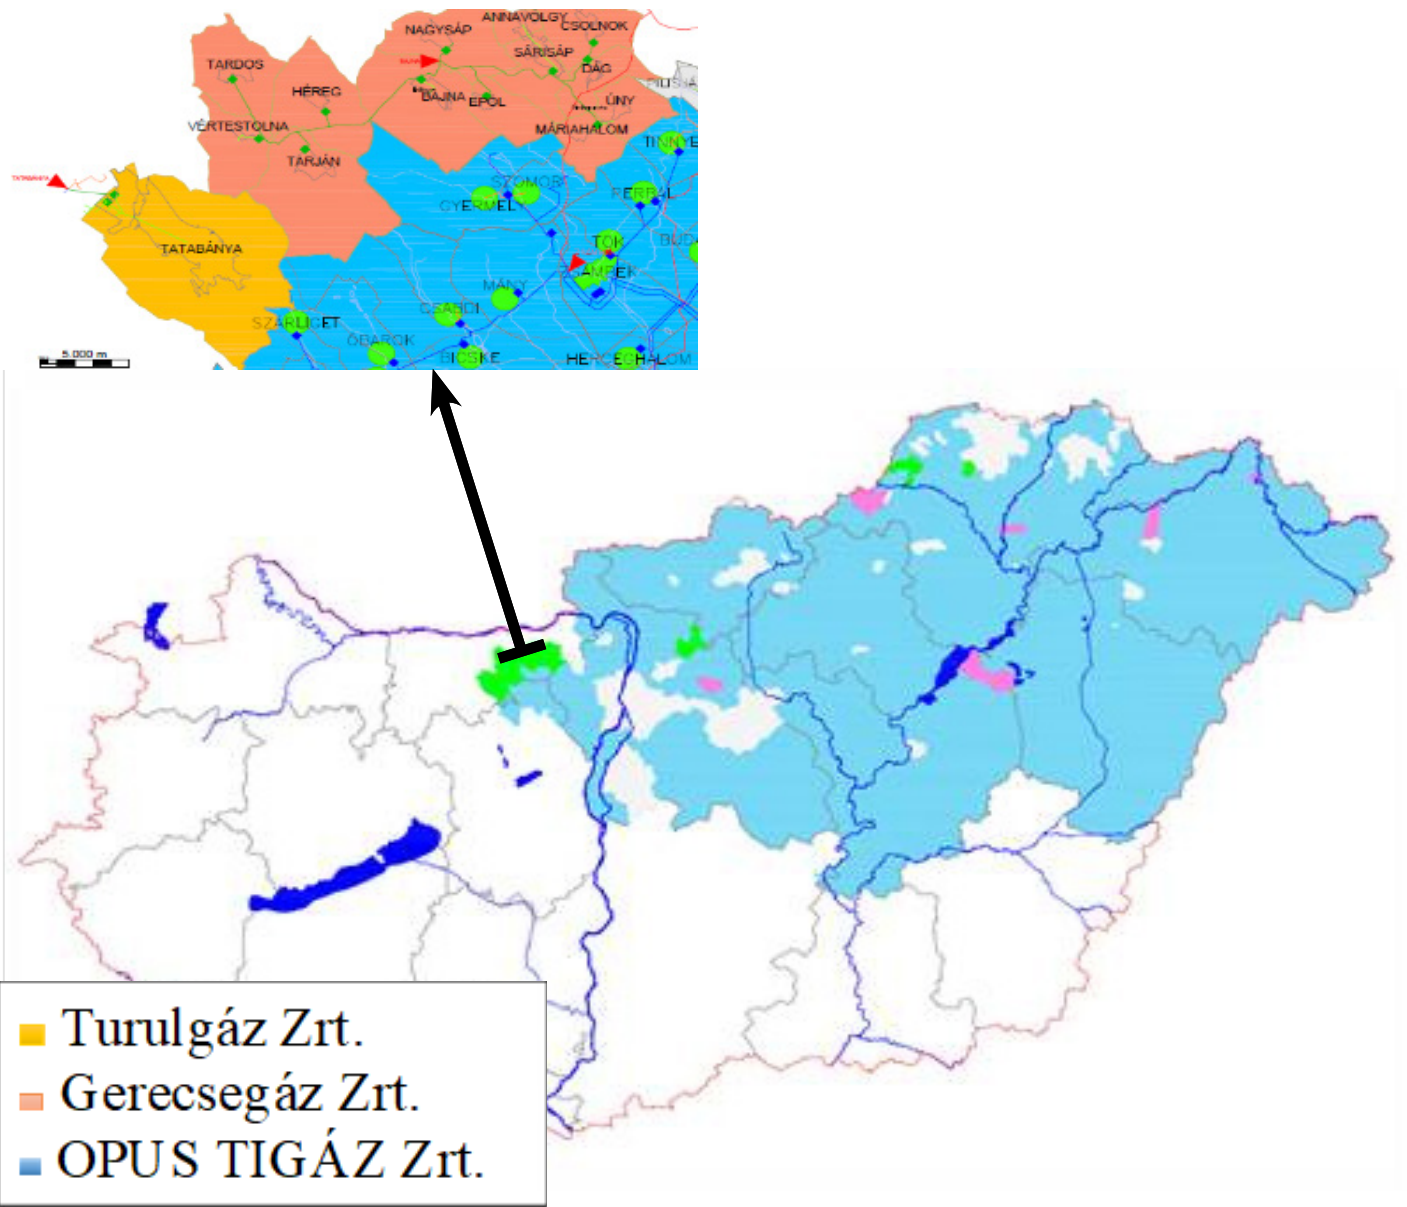 ANNAVÖLGY
CSOLNOK
NAGYSÁP
SÁRISÁP
TARDOS
DÁG
HÉREG
BAJNA
EPÖL
ÚNY
VÉRTESTOLNA
MÁRIAHALOM
TINNYE
TARJÁN
SZOMOR
PERBÁL
GYERMELY
TATABÁNYA
TÖK
BUDA
ZSÁMBÉK
MÁNY
CSABDI
SZÁRLIGET
ÓBAROK
BICSKE
HERCEGHALOM
5.000 m
Turulgáz Zrt.
Gerecsegáz Zrt.
OPUS TIGÁZ Zrt.